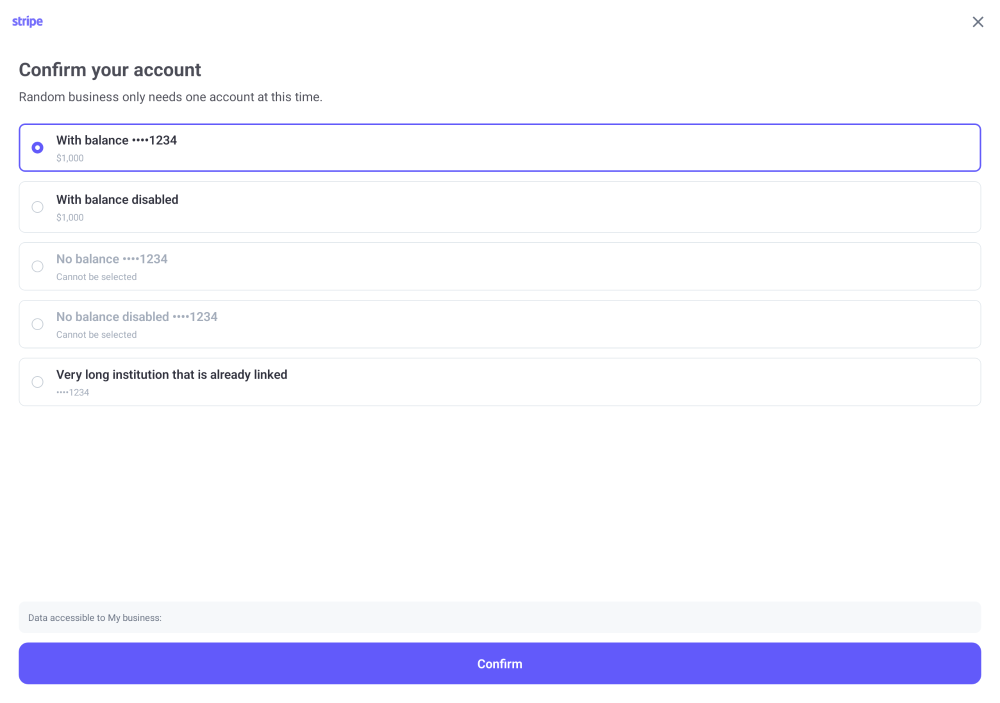 stripe
Confirm your account
Random business only needs one account at this time.
With balance ••••1234
$1,000
With balance disabled
$1,000
No balance ••••1234
Cannot be selected
No balance disabled ••••1234
Cannot be selected
Very long institution that is already linked
••••1234
Data accessible to My business:
Confirm